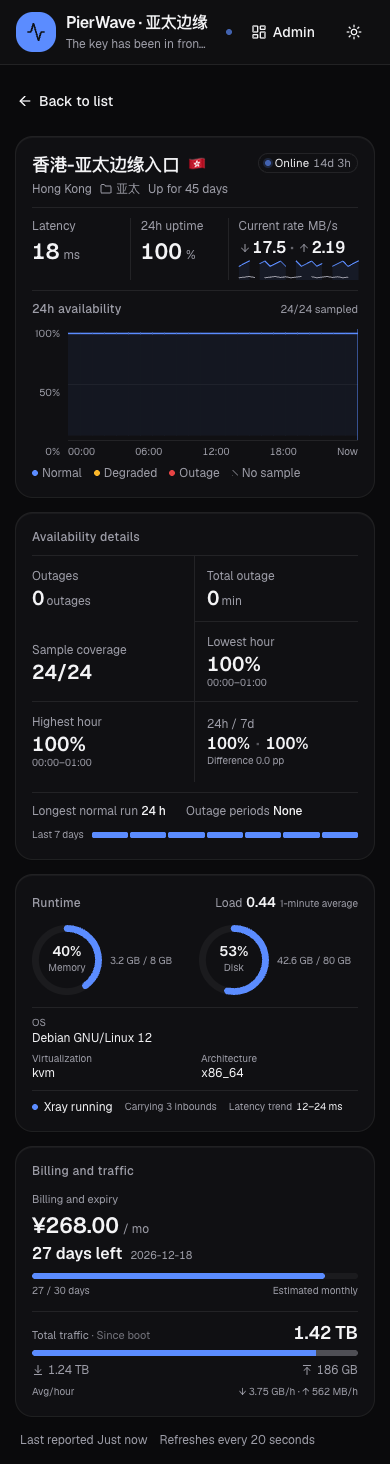 PierWave · 亚太边缘
The key has been in fron...
Admin
Back to list
香港-亚太边缘入口 🇭🇰
Online 14d 3h
Hong Kong 亚太 Up for 45 days
Latency
18 ms
24h uptime
100 %
Current rate MB/s
↓ 17.5 · ↑ 2.19
24h availability 24/24 sampled
100%
50%
0%
00:00 06:00 12:00 18:00 Now
Normal Degraded Outage No sample
Availability details
Outages
0 outages
Total outage
0 min
Sample coverage
24/24
Lowest hour
100%
00:00–01:00
Highest hour
100%
00:00–01:00
24h / 7d
100% · 100%
Difference 0.0 pp
Longest normal run 24 h Outage periods None
Last 7 days
Runtime Load 0.44 1-minute average
40%
Memory
3.2 GB / 8 GB
53%
Disk
42.6 GB / 80 GB
OS
Debian GNU/Linux 12
Virtualization
kvm
Architecture
x86_64
Xray running Carrying 3 inbounds Latency trend 12–24 ms
Billing and traffic
Billing and expiry
¥268.00 / mo
27 days left 2026-12-18
27 / 30 days Estimated monthly
Total traffic · Since boot 1.42 TB
↓ 1.24 TB ↑ 186 GB
Avg/hour ↓ 3.75 GB/h · ↑ 562 MB/h
Last reported Just now Refreshes every 20 seconds